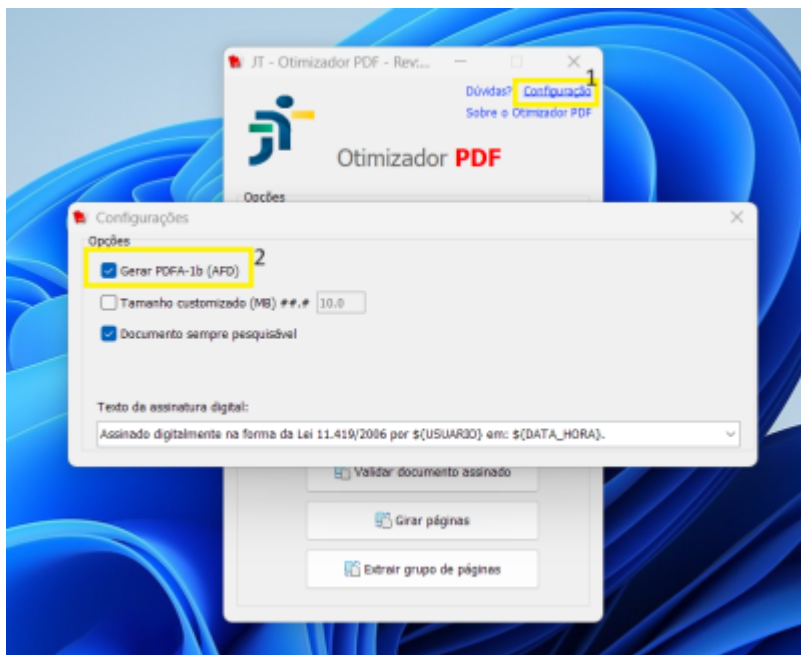 JT - Otimizador PDF - Rev:...
1
Dúvidas? Configuração
Sobre o Otimizador PDF
Otimizador PDF
Opções
Configurações
Opções
2
Gerar PDFA-1b (AFD)
Tamanho customizado (MB) ##.# 10.0
Documento sempre pesquisável
Texto da assinatura digital:
Assinado digitalmente na forma da Lei 11.419/2006 por ${USUARIO} em: ${DATA_HORA}.
Validar documento assinado
Girar páginas
Extrair grupo de páginas